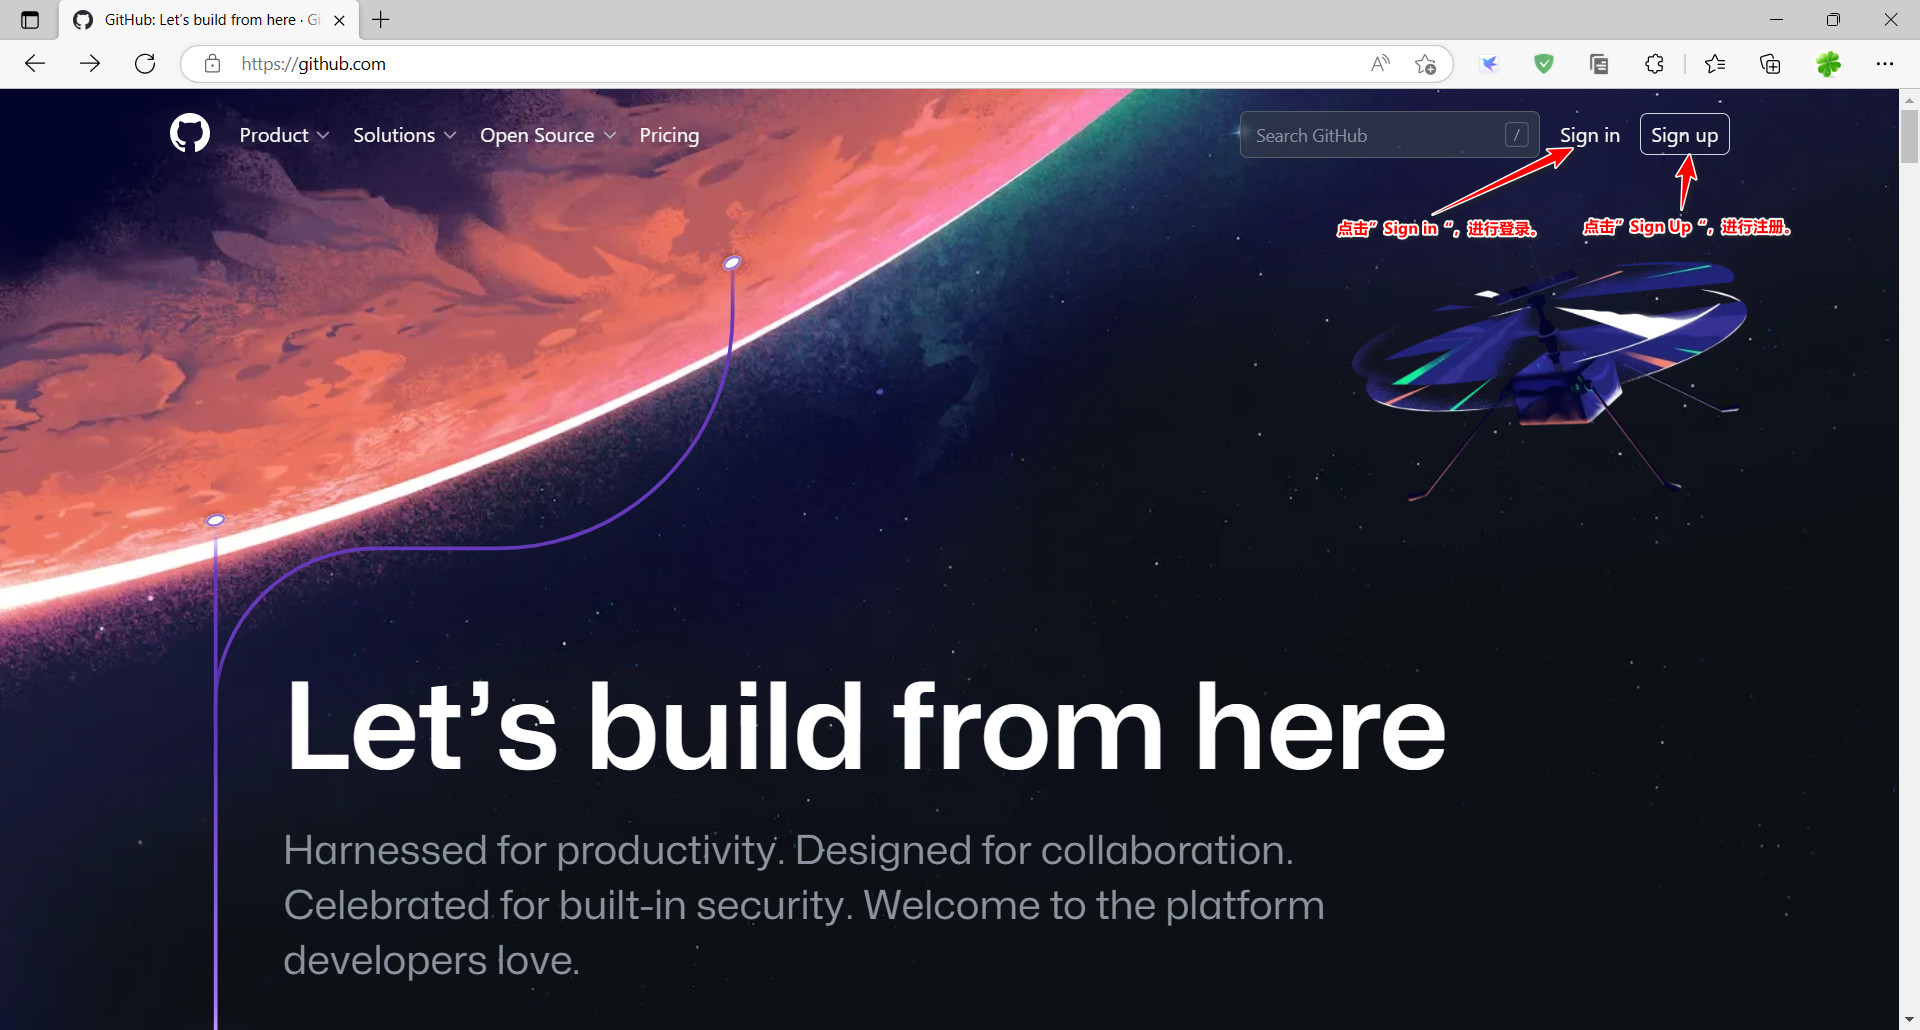 GitHub: Let's build from here · Gi
https://github.com
Product
Solutions
Open Source
Pricing
Search GitHub
/
Sign in
Sign up
点击”Sign in“，进行登录。
点击”Sign Up“，进行注册。
Let’s build from here
Harnessed for productivity. Designed for collaboration.
Celebrated for built-in security. Welcome to the platform
developers love.